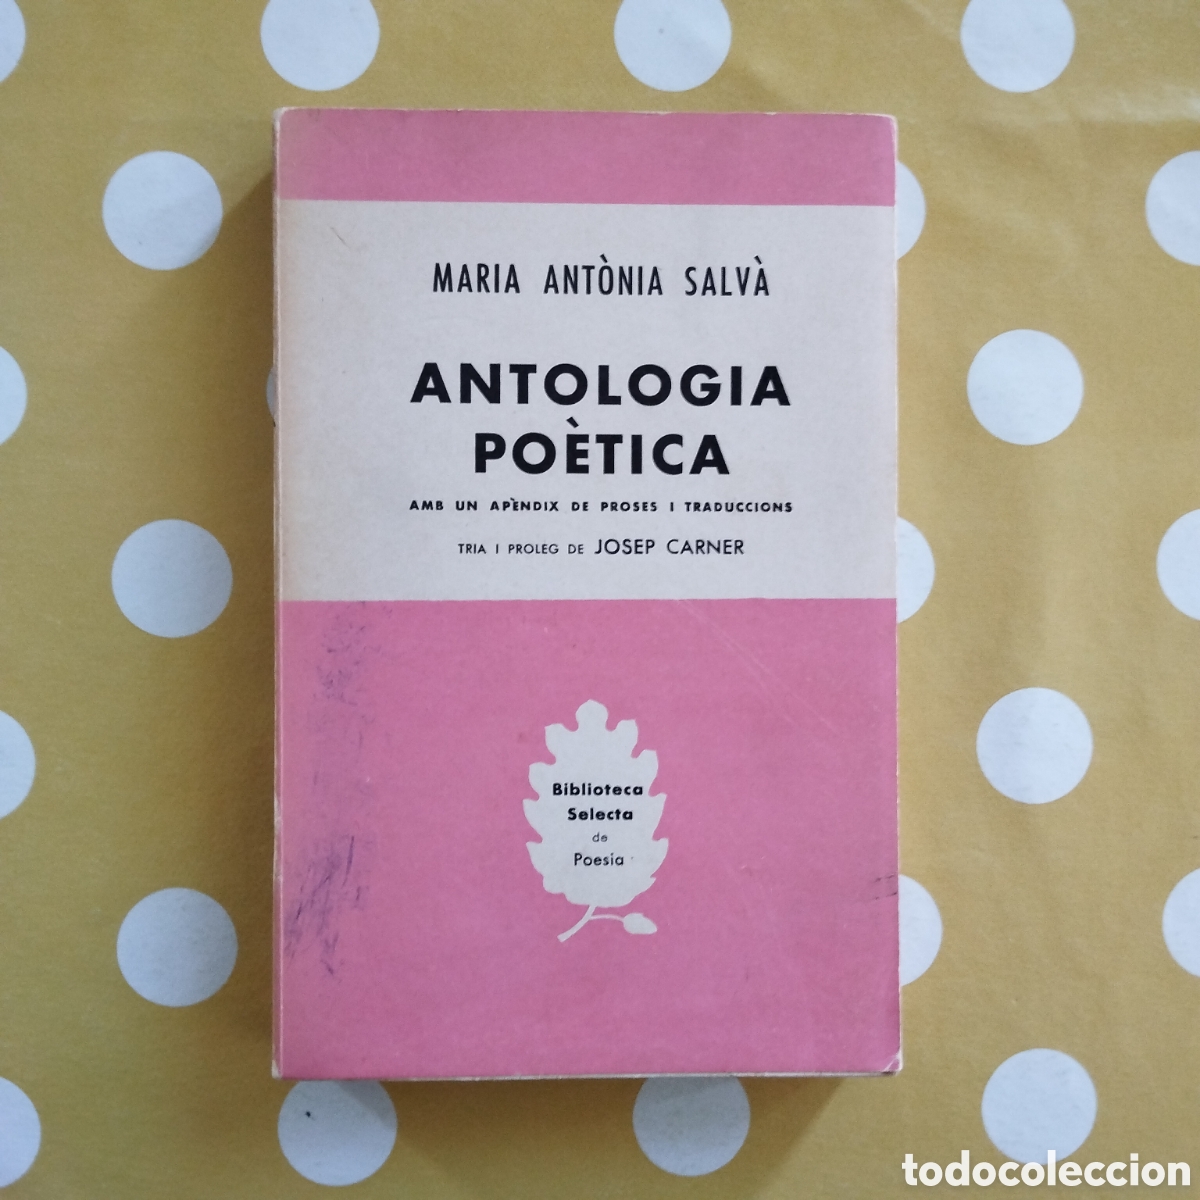 MARIA ANTÒNIA SALVÀ
ANTOLOGIA
POÈTICA
AMB UN APÈNDIX DE PROSES I TRADUCCIONS
TRIA I PROLEG DE JOSEP CARNER
Biblioteca
Selecta
de
Poesia
todocoleccion